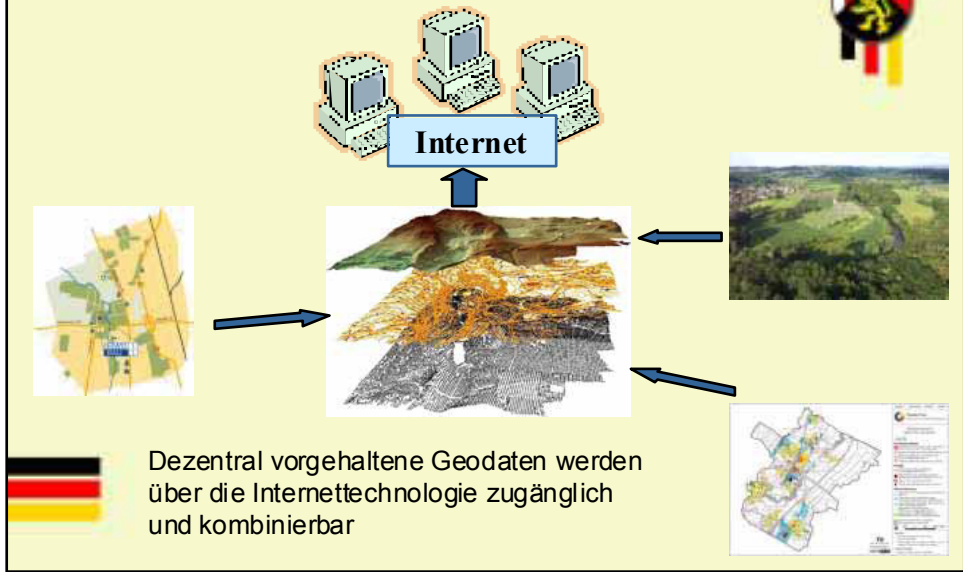 Internet
Dezentral vorgehaltene Geodaten werden
über die Internettechnologie zugänglich
und kombinierbar